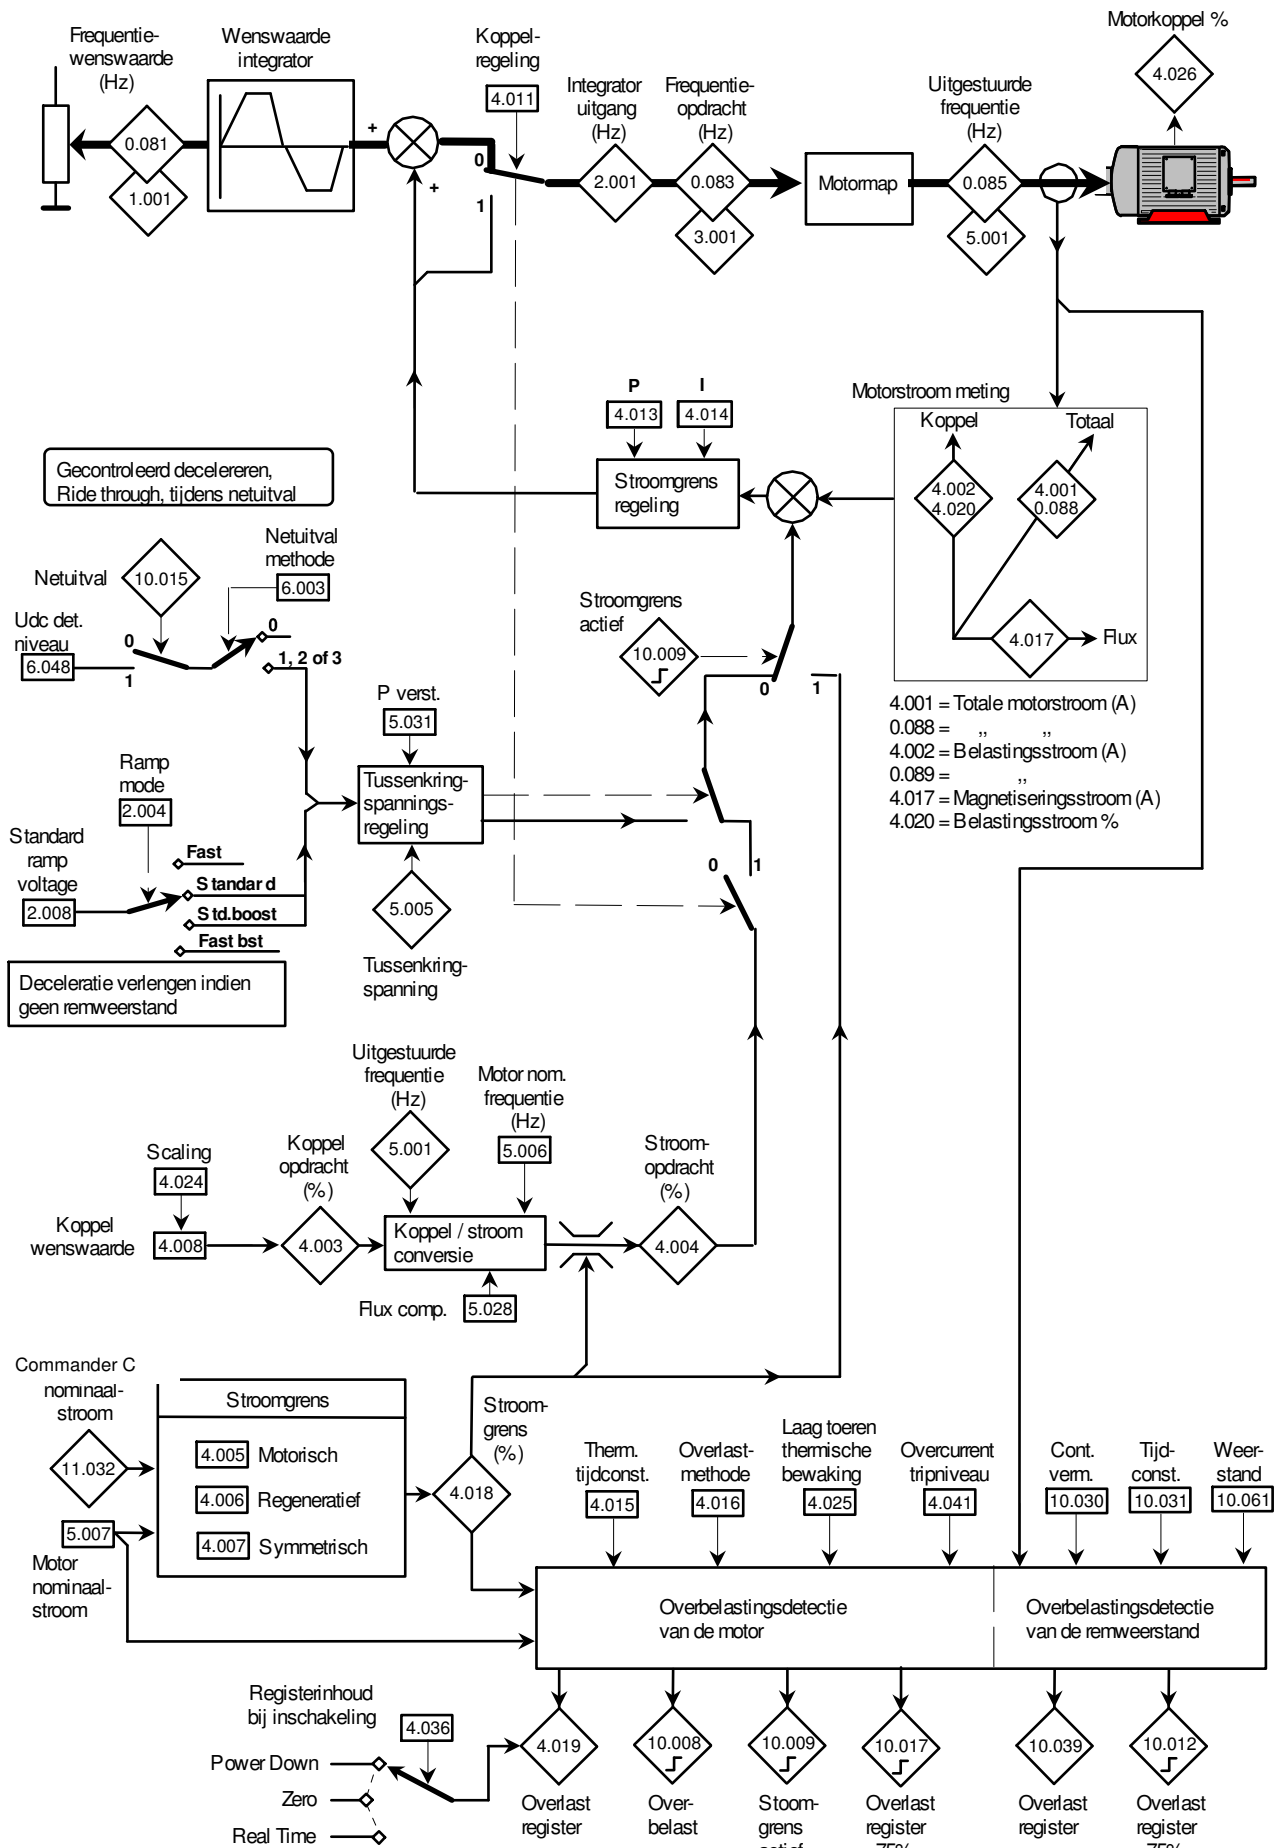 Motorkoppel %
4.026
Frequentie-
wenswaarde
(Hz)
Wenswaarde
integrator
Koppel-
regeling
4.011
Integrator
uitgang
(Hz)
Frequentie-
opdracht
(Hz)
Uitgestuurde
frequentie
(Hz)
0.081
1.001
+
+
0
1
2.001
0.083
3.001
Motormap
0.085
5.001
P
I
4.013
4.014
Stroomgrens
regeling
Motorstroom meting
Koppel
Totaal
4.002
4.020
4.001
0.088
4.017
Flux
Gecontroleerd decelereren,
Ride through, tijdens netuitval
Netuitval
10.015
Netuitval
methode
6.003
Udc det.
niveau
6.048
0
1
0
1, 2 of 3
Stroomgrens
actief
10.009
0
1
4.001 = Totale motorstroom (A)
0.088 = ,, ,,
4.002 = Belastingsstroom (A)
0.089 = ,,
4.017 = Magnetiseringsstroom (A)
4.020 = Belastingsstroom %
P verst.
5.031
Tussenkring-
spannings-
regeling
Ramp
mode
2.004
Standard
ramp
voltage
2.008
Fast
Standard
Std.boost
Fast bst
0
1
5.005
Tussenkring-
spanning
Deceleratie verlengen indien
geen remweerstand
Uitgestuurde
frequentie
(Hz)
5.001
Motor nom.
frequentie
(Hz)
5.006
Scaling
4.024
Koppel
opdracht
(%)
Stroom-
opdracht
(%)
Koppel
wenswaarde
4.008
4.003
Koppel / stroom
conversie
4.004
Flux comp.
5.028
Commander C
nominaal-
stroom
11.032
5.007
Motor
nominaal-
stroom
Stroomgrens
4.005 Motorisch
4.006 Regeneratief
4.007 Symmetrisch
Stroom-
grens
(%)
4.018
Therm.
tijdconst.
4.015
Overlast-
methode
4.016
Laag toeren
thermische
bewaking
4.025
Overcurrent
tripniveau
4.041
Cont.
verm.
10.030
Tijd-
const.
10.031
Weer-
stand
10.061
Overbelastingsdetectie
van de motor
Overbelastingsdetectie
van de remweerstand
Registerinhoud
bij inschakeling
4.036
Power Down
Zero
Real Time
4.019
Overlast
register
10.008
Over-
belast
10.009
Stoom-
grens
actief
10.017
Overlast
register
75%
10.039
Overlast
register
10.012
Overlast
register
75%